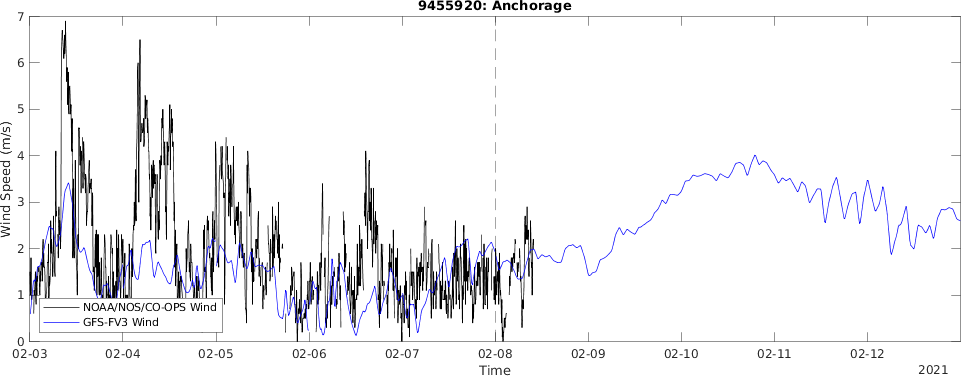 9455920: Anchorage
7
6
5
4
3
2
1
0
Wind Speed (m/s)
NOAA/NOS/CO-OPS Wind
GFS-FV3 Wind
02-03 02-04 02-05 02-06 02-07 02-08 02-09 02-10 02-11 02-12
Time
2021